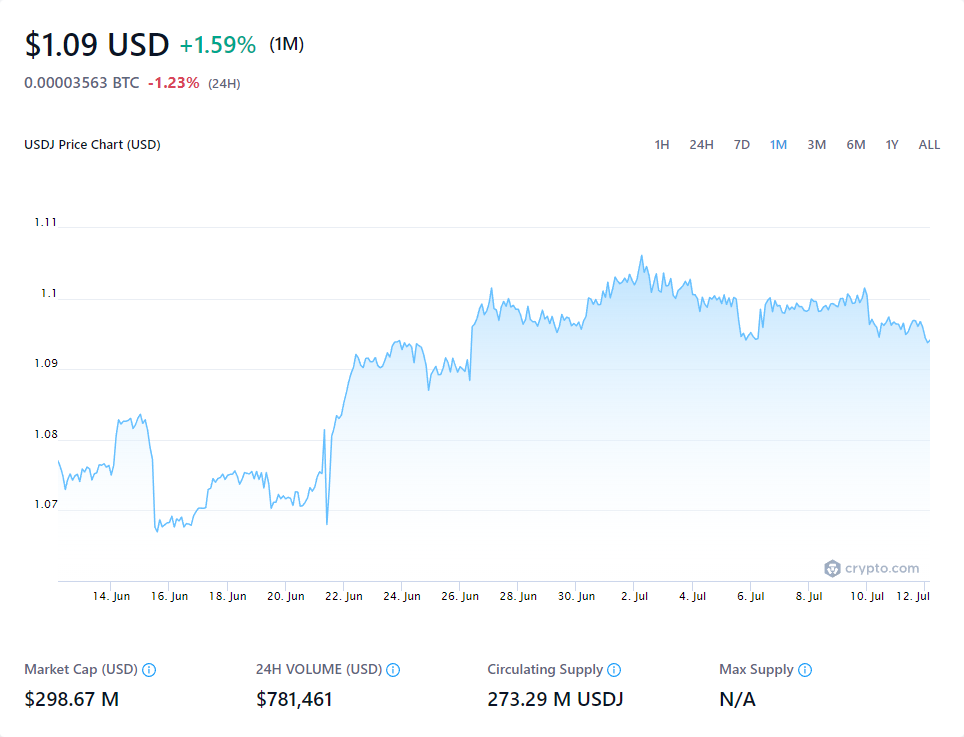 $1.09 USD +1.59% (1M)
0.00003563 BTC -1.23% (24H)
USDJ Price Chart (USD) 1H 24H 7D 1M 3M 6M 1Y ALL
1.11
1.1
1.09
1.08
1.07
crypto.com
14. Jun 16. Jun 18. Jun 20. Jun 22. Jun 24. Jun 26. Jun 28. Jun 30. Jun 2. Jul 4. Jul 6. Jul 8. Jul 10. Jul 12. Jul
Market Cap (USD) 24H VOLUME (USD) Circulating Supply Max Supply
$298.67 M $781,461 273.29 M USDJ N/A